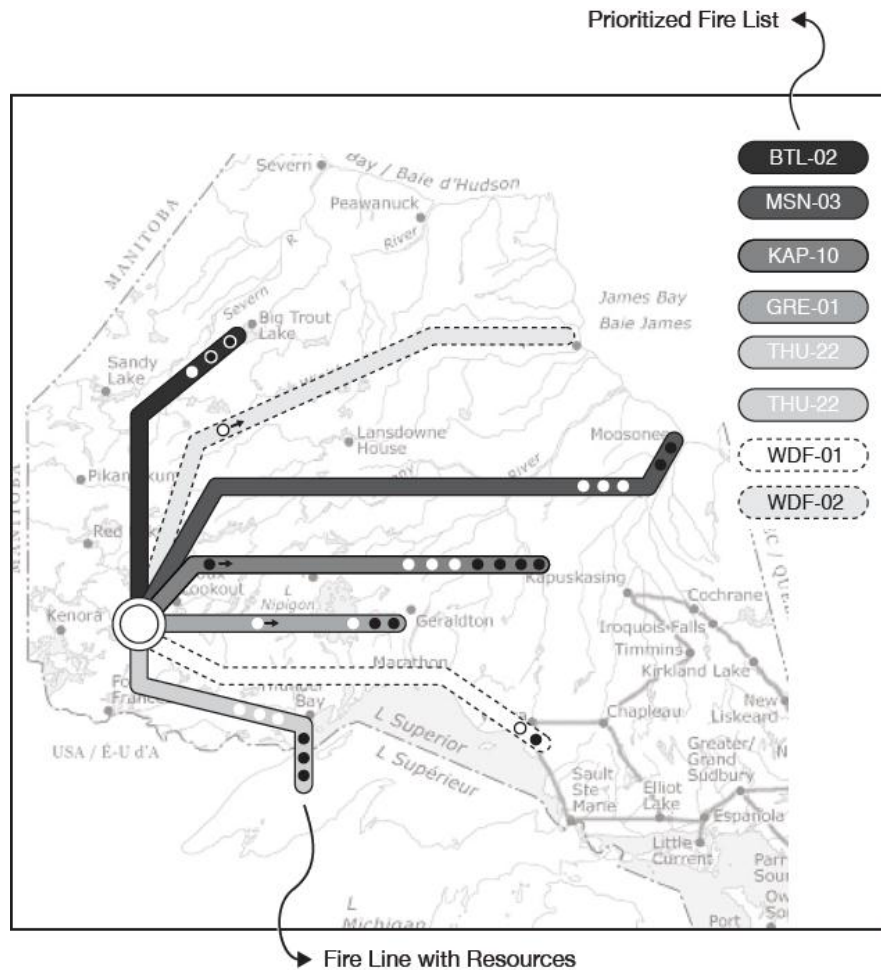 Prioritized Fire List
BTL-02
MSN-03
KAP-10
GRE-01
THU-22
THU-22
WDF-01
WDF-02
Severn
Bay / Baie d'Hudson
Peawanuck
River
MANITOBA
R
Severn
Big Trout
Lake
James Bay
Baie James
Sandy
Lake
Lansdowne
House
Moosonee
River
MANITOBA
Red
Lookout
L
Nipigon
Kapuskasing
Cochrane
Kenora
Geraldton
Iroquois-Falls
Timmins
Kirkland Lake
Marathon
Bay
New
Liskeard
USA / É-U d'A
L Superior
L Supérieur
Chapleau
Greater/
Grand
Sudbury
Sault
Ste
Marie
Elliot
Lake
Espanola
Little
Current
L
Michigan
Port
Fire Line with Resources